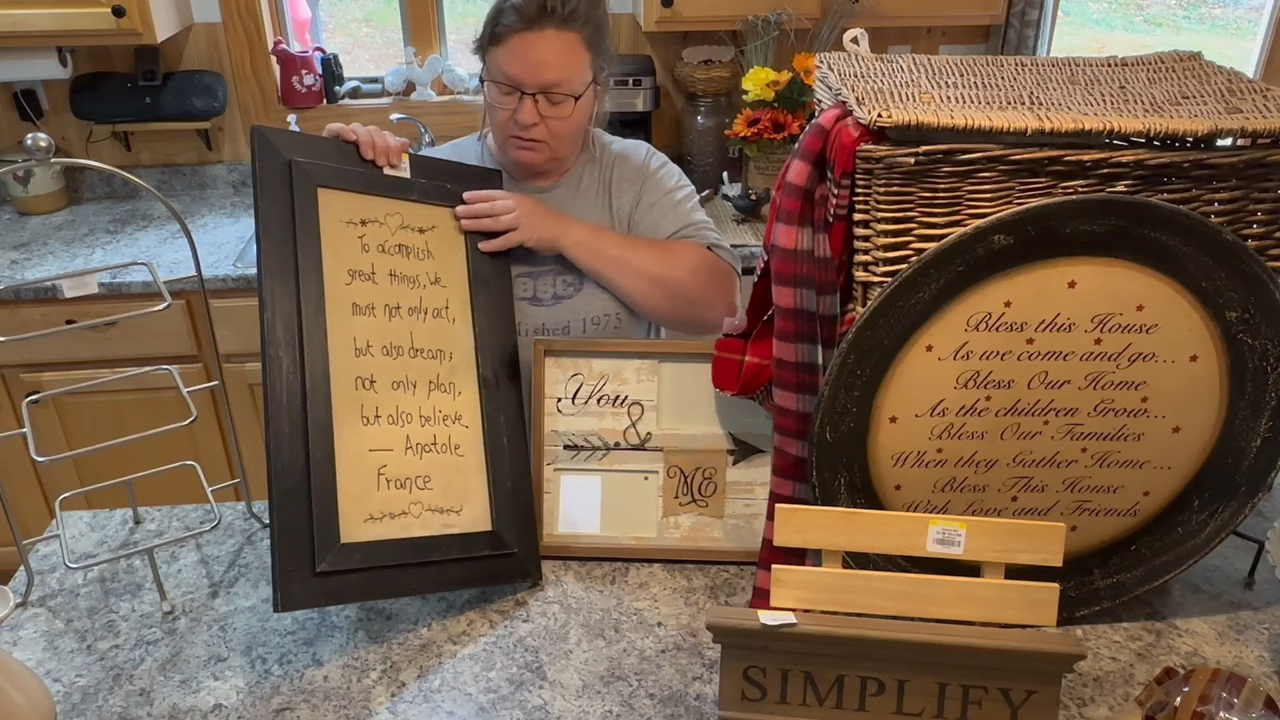 To accomplish
great things, We
must not only act,
but also dream;
not only plan,
but also believe
— Anatole
France
You
&
ME
Bless this House
As we come and go...
Bless Our Home
As the children Grow...
Bless Our Families
When they Gather Home...
Bless This House
With Love and Friends
SIMPLIFY
1975